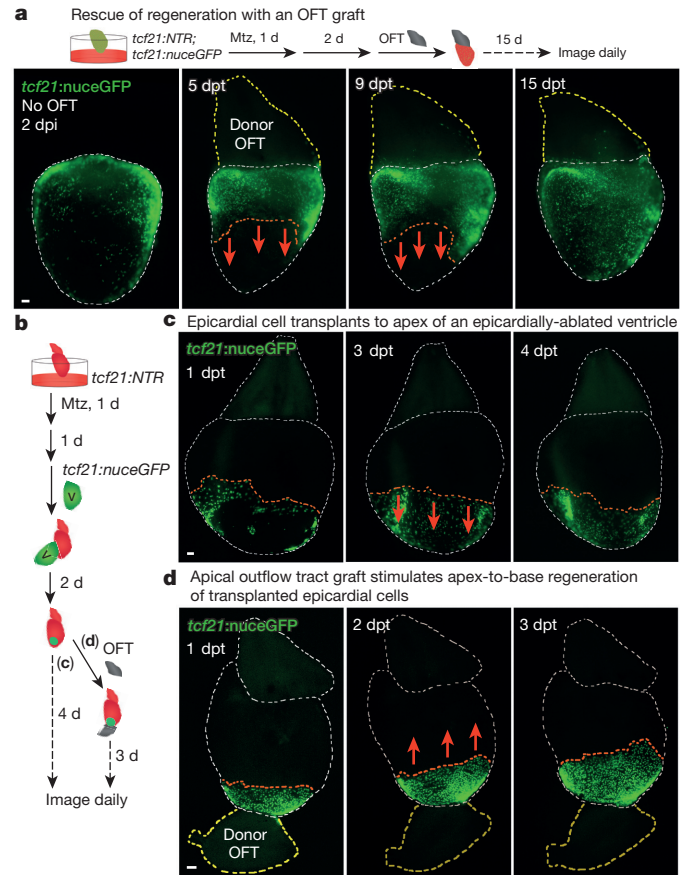 a Rescue of regeneration with an OFT graft
tcf21:NTR;
tcf21:nuceGFP
Mtz, 1 d
2 d
OFT
15 d
Image daily
tcf21:nuceGFP
No OFT
2 dpi
5 dpt
Donor
OFT
9 dpt
15 dpt
b
tcf21:NTR
Mtz, 1 d
1 d
tcf21:nuceGFP
V
V
2 d
(d)
OFT
(c)
4 d
3 d
Image daily
c Epicardial cell transplants to apex of an epicardially-ablated ventricle
tcf21:nuceGFP
1 dpt
3 dpt
4 dpt
d Apical outflow tract graft stimulates apex-to-base regeneration
of transplanted epicardial cells
tcf21:nuceGFP
1 dpt
Donor
OFT
2 dpt
3 dpt